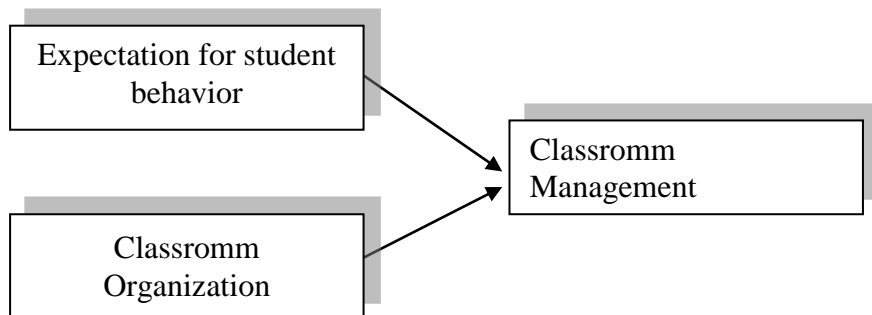 Expectation for student
behavior
Classromm
Management
Classromm
Organization